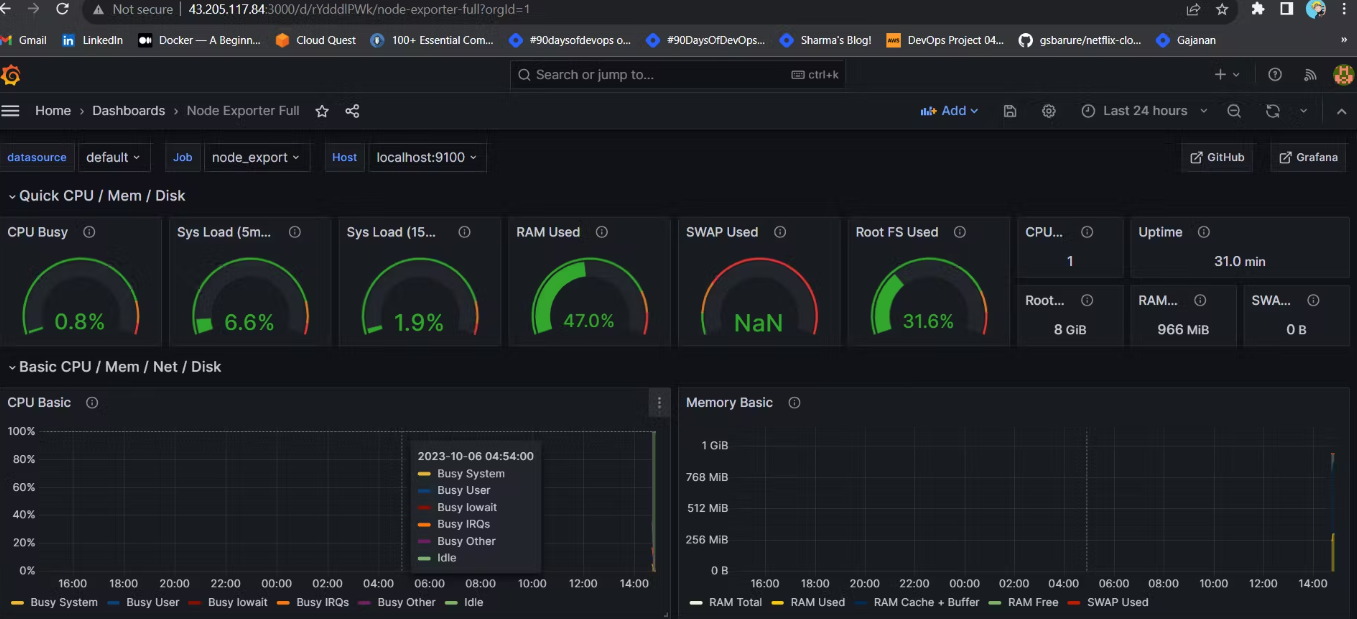 Not secure | 43.205.117.84:3000/d/rYdddlPWk/node-exporter-full?orgId=1
Gmail LinkedIn Docker — A Beginn... Cloud Quest 100+ Essential Com... #90daysofdevops o... #90DaysOfDevOps... Sharma's Blog! aws DevOps Project 04... gsbarure/netflix-clo... Gajanan »
Search or jump to... ctrl+k
Home › Dashboards › Node Exporter Full Add Last 24 hours
datasource default Job node_export Host localhost:9100 GitHub Grafana
Quick CPU / Mem / Disk
CPU Busy Sys Load (5m... Sys Load (15... RAM Used SWAP Used Root FS Used CPU... Uptime
1 31.0 min
Root... RAM... SWA...
0.8% 6.6% 1.9% 47.0% NaN 31.6% 8 GiB 966 MiB 0 B
Basic CPU / Mem / Net / Disk
CPU Basic Memory Basic
100%
80%
60%
40%
20%
0%
2023-10-06 04:54:00
Busy System
Busy User
Busy Iowait
Busy IRQs
Busy Other
Idle
16:00 18:00 20:00 22:00 00:00 02:00 04:00 06:00 08:00 10:00 12:00 14:00
Busy System Busy User Busy Iowait Busy IRQs Busy Other Idle
1 GiB
768 MiB
512 MiB
256 MiB
0 B
16:00 18:00 20:00 22:00 00:00 02:00 04:00 06:00 08:00 10:00 12:00 14:00
RAM Total RAM Used RAM Cache + Buffer RAM Free SWAP Used